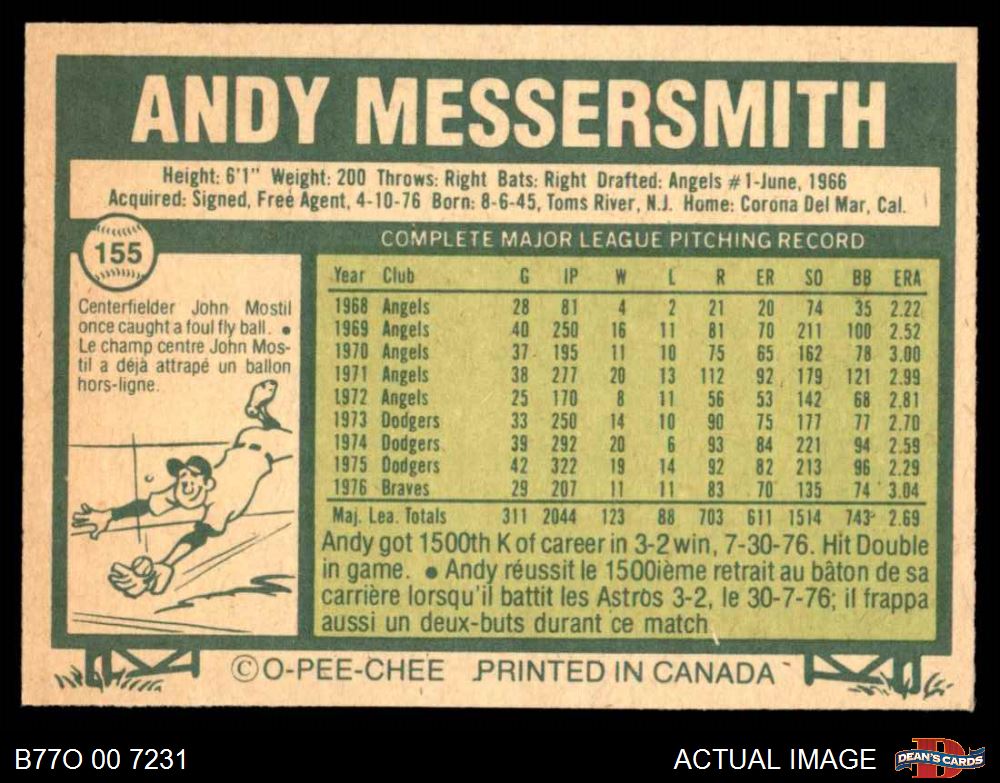 ANDY MESSERSMITH
Height: 6'1" Weight: 200 Throws: Right Bats: Right Drafted: Angels #1-June, 1966
Acquired: Signed, Free Agent, 4-10-76 Born: 8-6-45, Toms River, N.J. Home: Corona Del Mar, Cal.
155
Centerfielder John Mostil
once caught a foul fly ball. •
Le champ centre John Mos-
til a déjà attrapé un ballon
hors-ligne.
COMPLETE MAJOR LEAGUE PITCHING RECORD
Year Club G IP W L R ER SO BB ERA
1968 Angels 28 81 4 2 21 20 74 35 2.22
1969 Angels 40 250 16 11 81 70 211 100 2.52
1970 Angels 37 195 11 10 75 65 162 78 3.00
1971 Angels 38 277 20 13 112 92 179 121 2.99
1972 Angels 25 170 8 11 56 53 142 68 2.81
1973 Dodgers 33 250 14 10 90 75 177 77 2.70
1974 Dodgers 39 292 20 6 93 84 221 94 2.59
1975 Dodgers 42 322 19 14 92 82 213 96 2.29
1976 Braves 29 207 11 11 83 70 135 74 3.04
Maj. Lea. Totals 311 2044 123 88 703 611 1514 743 2.69
Andy got 1500th K of career in 3-2 win, 7-30-76. Hit Double
in game. • Andy réussit le 1500ième retrait au bâton de sa
carrière lorsqu'il battit les Astros 3-2, le 30-7-76; il frappa
aussi un deux-buts durant ce match
© O-PEE-CHEE PRINTED IN CANADA
B77O 00 7231
ACTUAL IMAGE
D
DEAN'S CARDS